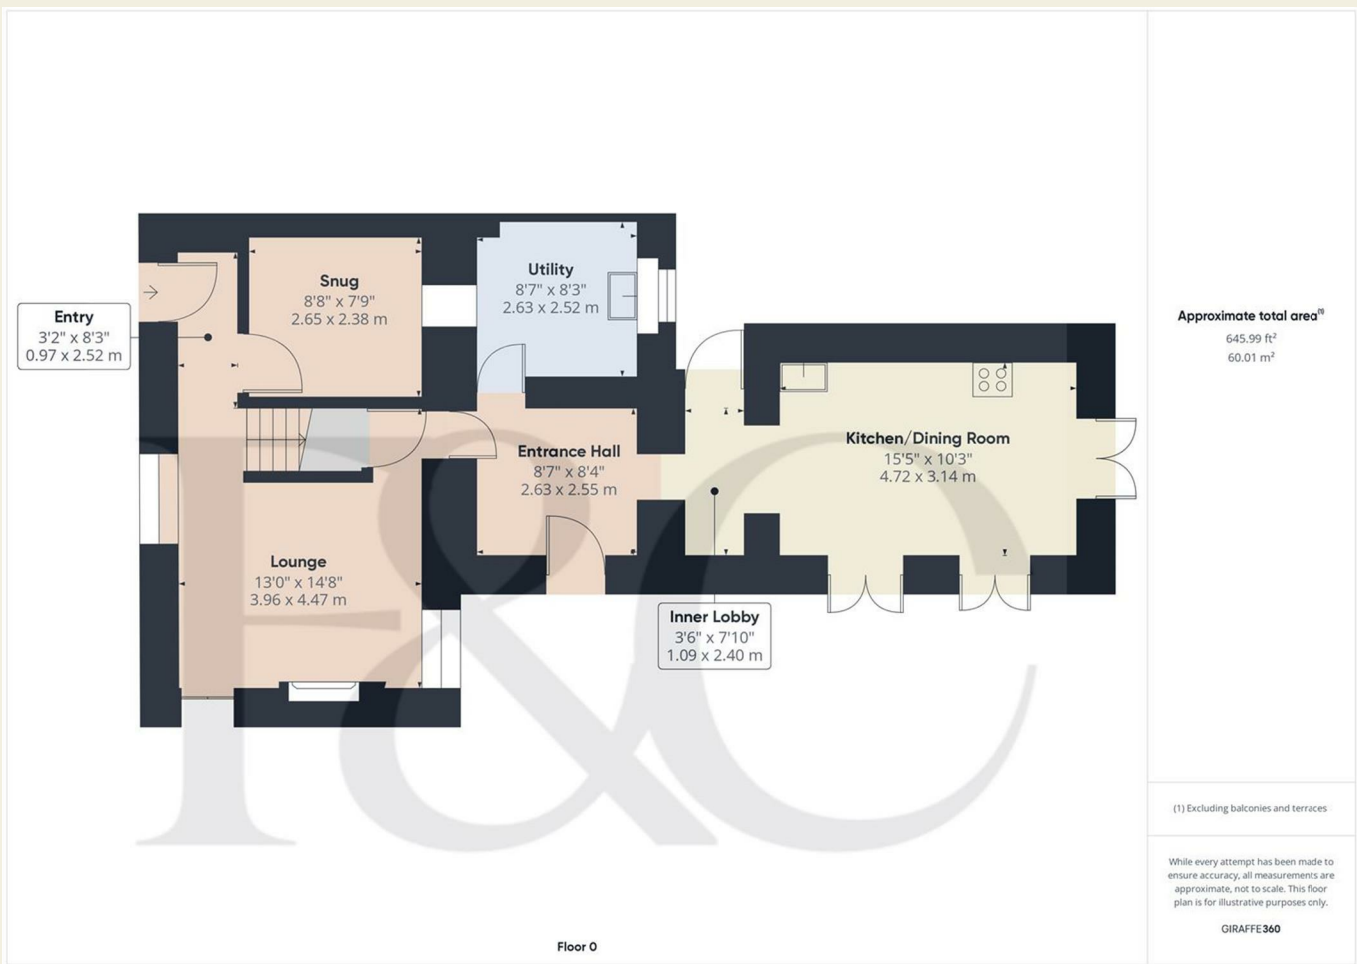 Entry
3'2" x 8'3"
0.97 x 2.52 m
Snug
8'8" x 7'9"
2.65 x 2.38 m
Utility
8'7" x 8'3"
2.63 x 2.52 m
Entrance Hall
8'7" x 8'4"
2.63 x 2.55 m
Kitchen/Dining Room
15'5" x 10'3"
4.72 x 3.14 m
Lounge
13'0" x 14'8"
3.96 x 4.47 m
Inner Lobby
3'6" x 7'10"
1.09 x 2.40 m
F&C
Floor 0
Approximate total area(1)
645.99 ft²
60.01 m²
(1) Excluding balconies and terraces
While every attempt has been made to
ensure accuracy, all measurements are
approximate, not to scale. This floor
plan is for illustrative purposes only.
GIRAFFE360